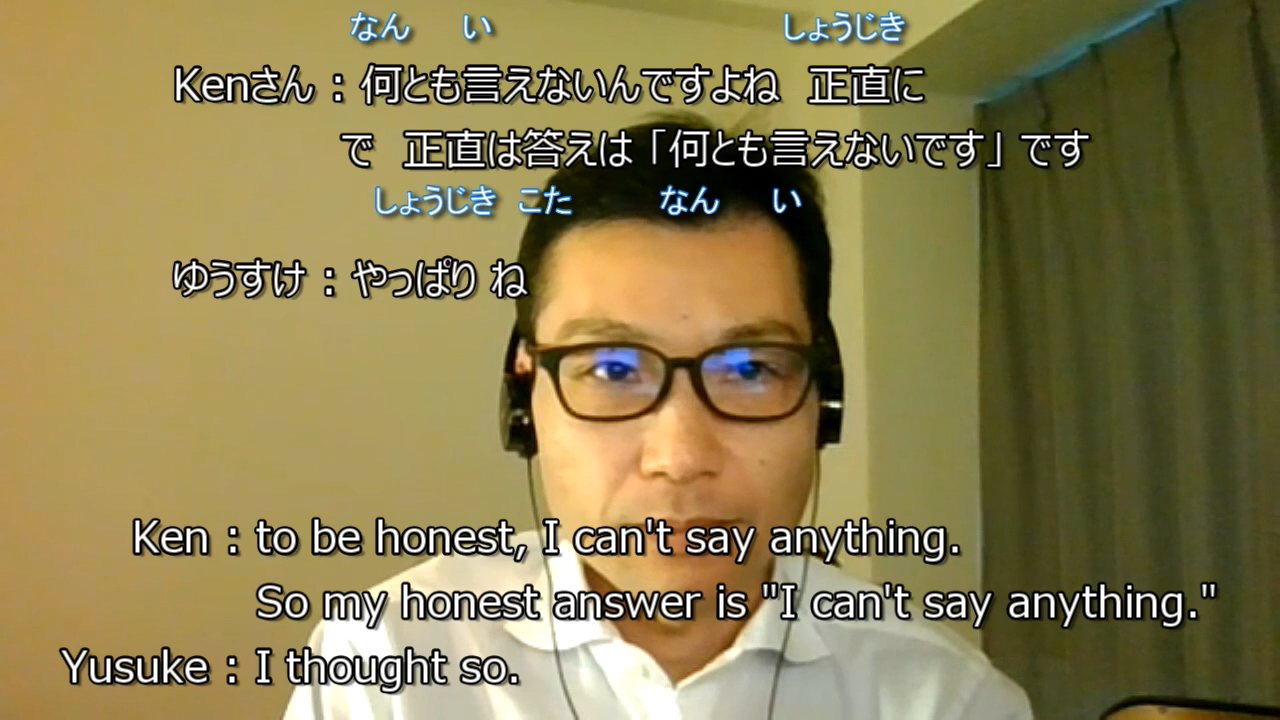 なん い しょうじき
Kenさん : 何とも言えないんですよね 正直に
で 正直は答えは「何とも言えないです」です
しょうじき こた なん い
ゆうすけ : やっぱり ね
Ken : to be honest, I can't say anything.
So my honest answer is "I can't say anything."
Yusuke : I thought so.